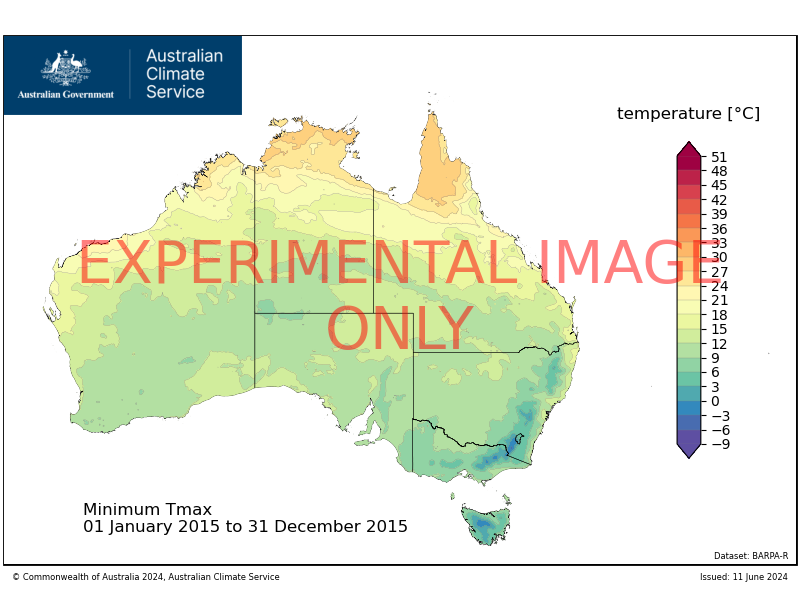 Australian Government
Australian
Climate
Service
temperature [°C]
51
48
45
42
39
36
33
30
27
24
21
18
15
12
9
6
3
0
−3
−6
−9
EXPERIMENTAL IMAGE
ONLY
Minimum Tmax
01 January 2015 to 31 December 2015
Dataset: BARPA-R
© Commonwealth of Australia 2024, Australian Climate Service
Issued: 11 June 2024